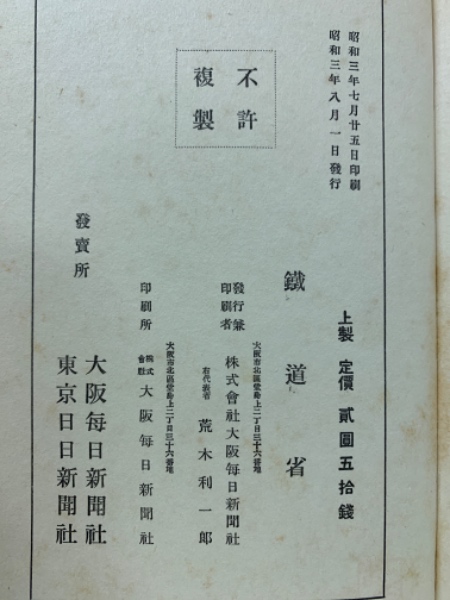 昭和三年七月廿五日印刷
昭和三年八月一日發行
不許
複製
上製 定價 貳圓五拾錢
鐵道省
大阪市北區堂島上二丁目三十六番地
發行兼
印刷者
株式會社大阪每日新聞社
右代表者 荒木利一郎
大阪市北區堂島上二丁目三十六番地
印刷所
株式
會社
大阪每日新聞社
發賣所
大阪每日新聞社
東京日日新聞社